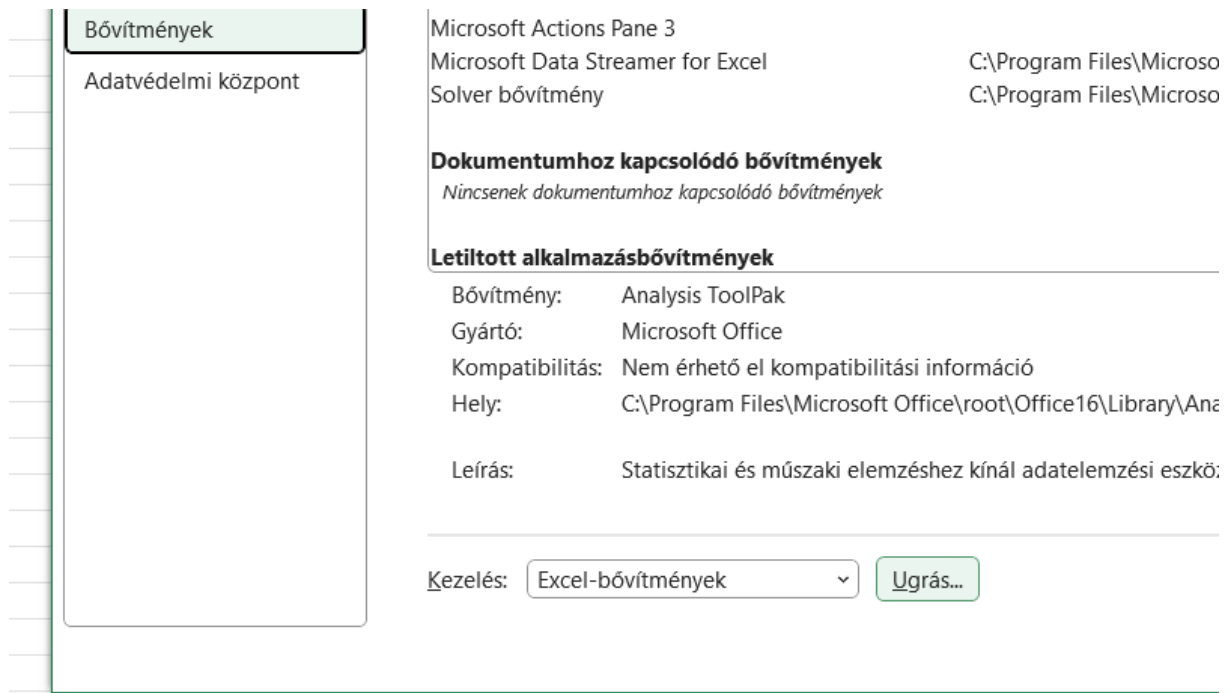 Bővítmények
Adatvédelmi központ
Microsoft Actions Pane 3
Microsoft Data Streamer for Excel C:\Program Files\Microso
Solver bővítmény C:\Program Files\Microso
Dokumentumhoz kapcsolódó bővítmények
Nincsenek dokumentumhoz kapcsolódó bővítmények
Letiltott alkalmazásbővítmények
Bővítmény: Analysis ToolPak
Gyártó: Microsoft Office
Kompatibilitás: Nem érhető el kompatibilitási információ
Hely: C:\Program Files\Microsoft Office\root\Office16\Library\Ana
Leírás: Statisztikai és műszaki elemzéshez kínál adatelemzési eszköz
Kezelés: Excel-bővítmények Ugrás...